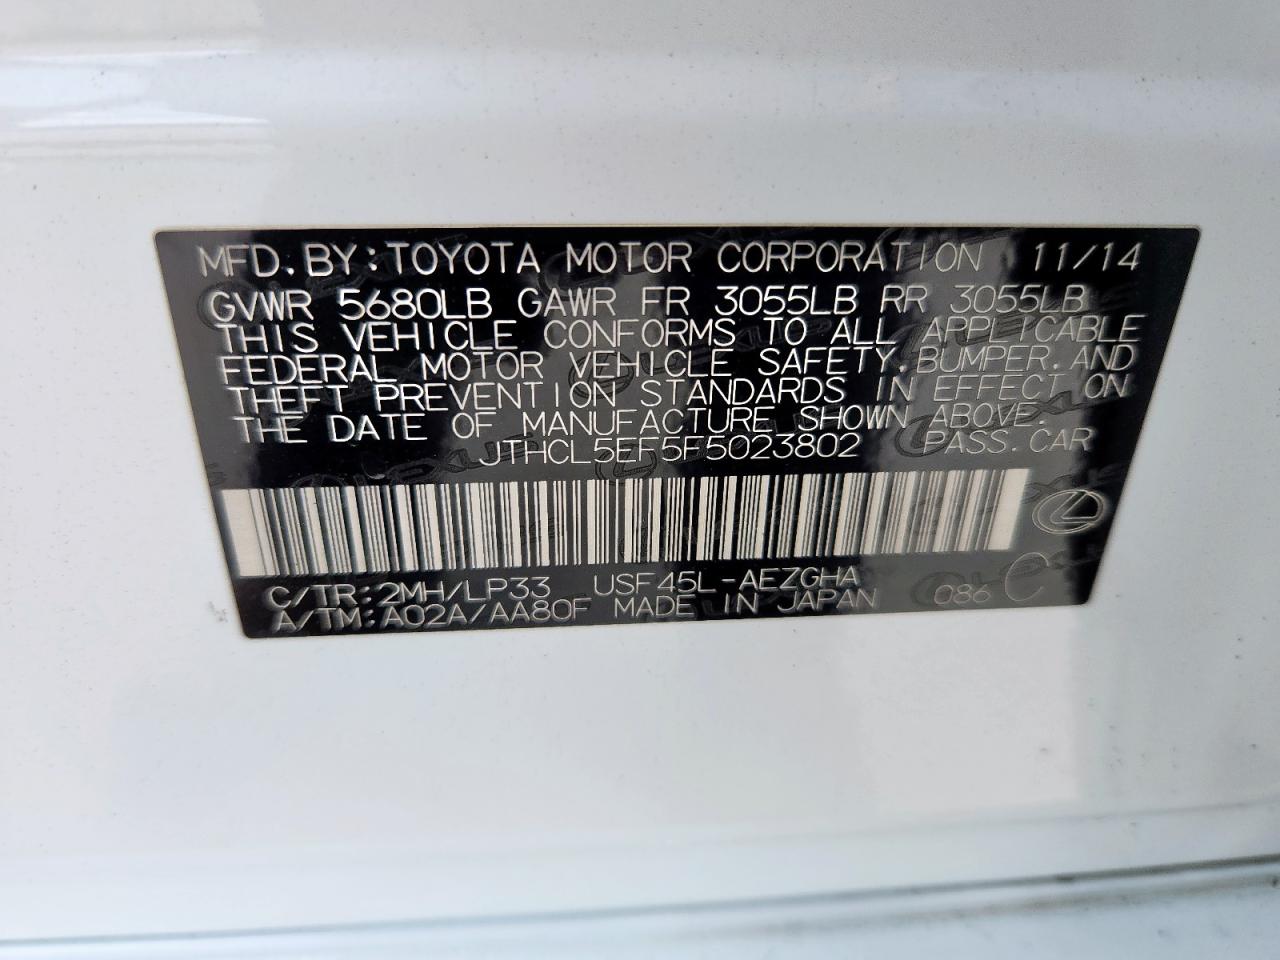 MFD. BY: TOYOTA MOTOR CORPORATION 11/14
GVWR 5680LB GAWR FR 3055LB RR 3055LB
THIS VEHICLE CONFORMS TO ALL APPLICABLE
FEDERAL MOTOR VEHICLE SAFETY, BUMPER, AND
THEFT PREVENTION STANDARDS IN EFFECT ON
THE DATE OF MANUFACTURE SHOWN ABOVE.
JTHCL5EF5F5023802 PASS. CAR
C/TR: 2MH/LP33 USF45L-AEZGHA
A/TM: A02A/AA80F MADE IN JAPAN 086